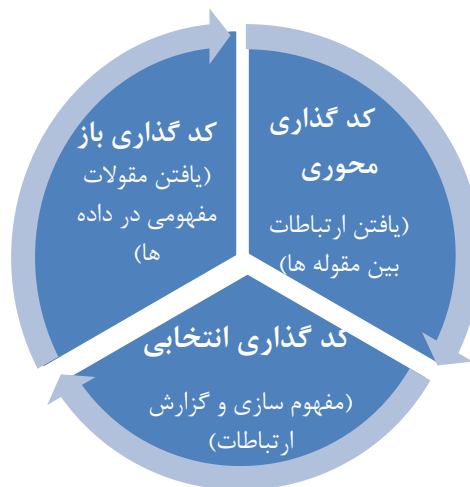 کد گذاری
محوری
(یافتن ارتباطات
بین مقوله ها)
کد گذاری باز
(یافتن مقولات
مفهومی در داده
ها)
کد گذاری انتخابی
(مفهوم سازی و گزارش
ارتباطات)